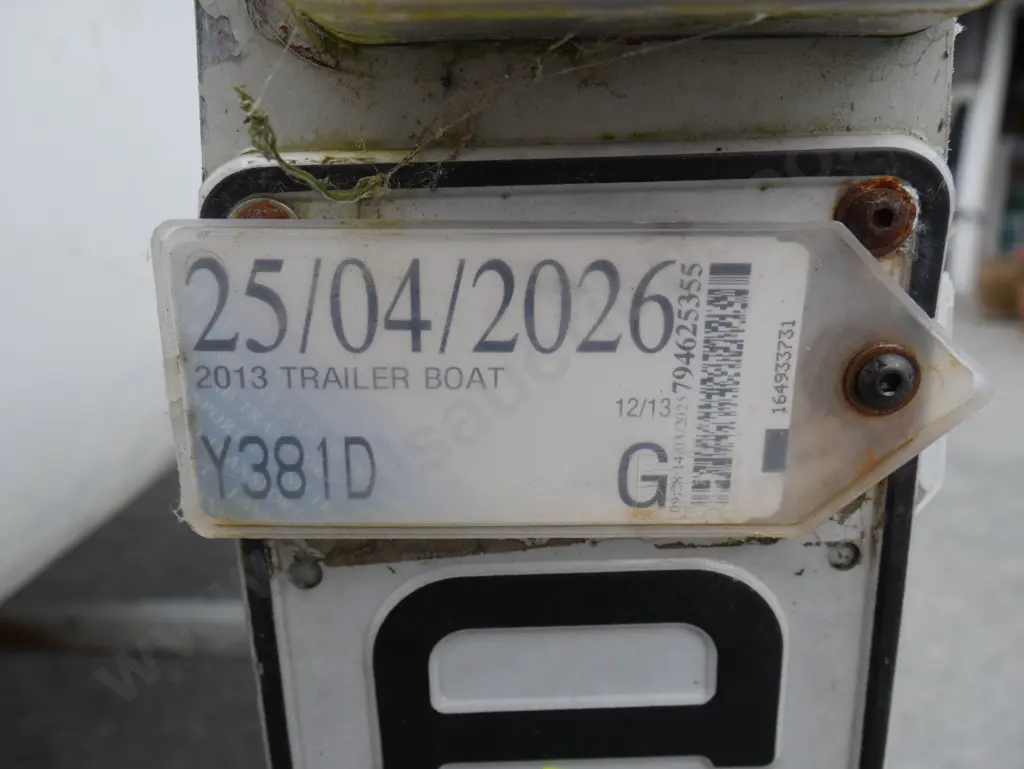 25/04/2026
2013 TRAILER BOAT
12/13
Y381D
G
794625355
164933731
D